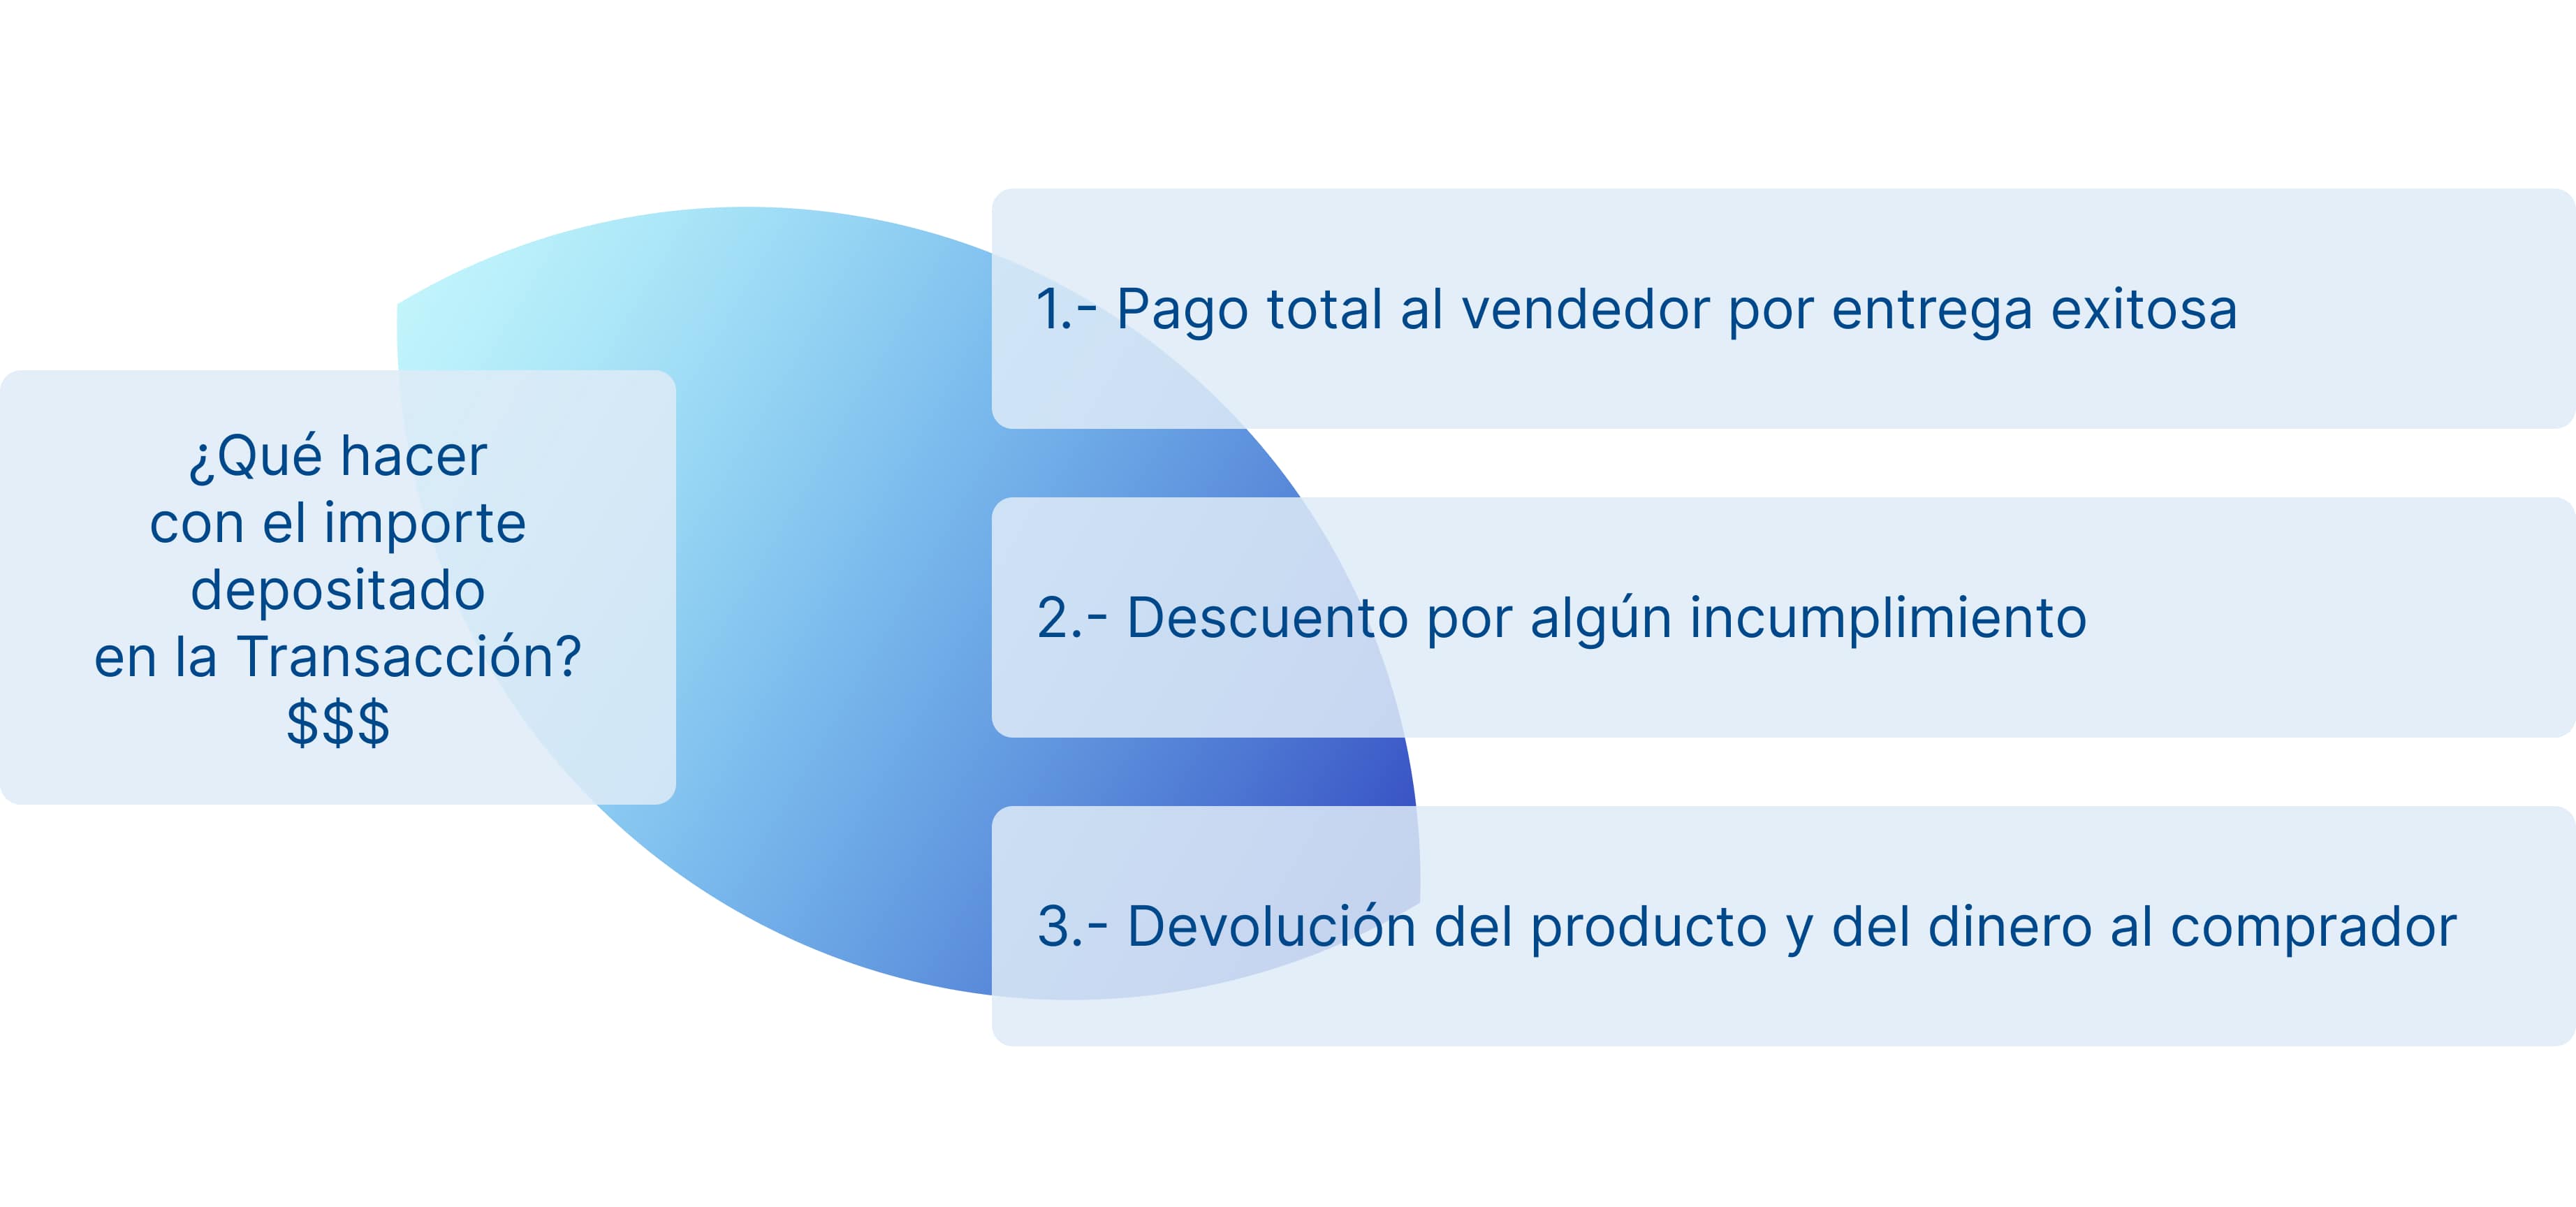 ¿Qué hacer
con el importe
depositado
en la Transacción?
$$$
1.- Pago total al vendedor por entrega exitosa
2.- Descuento por algún incumplimiento
3.- Devolución del producto y del dinero al comprador